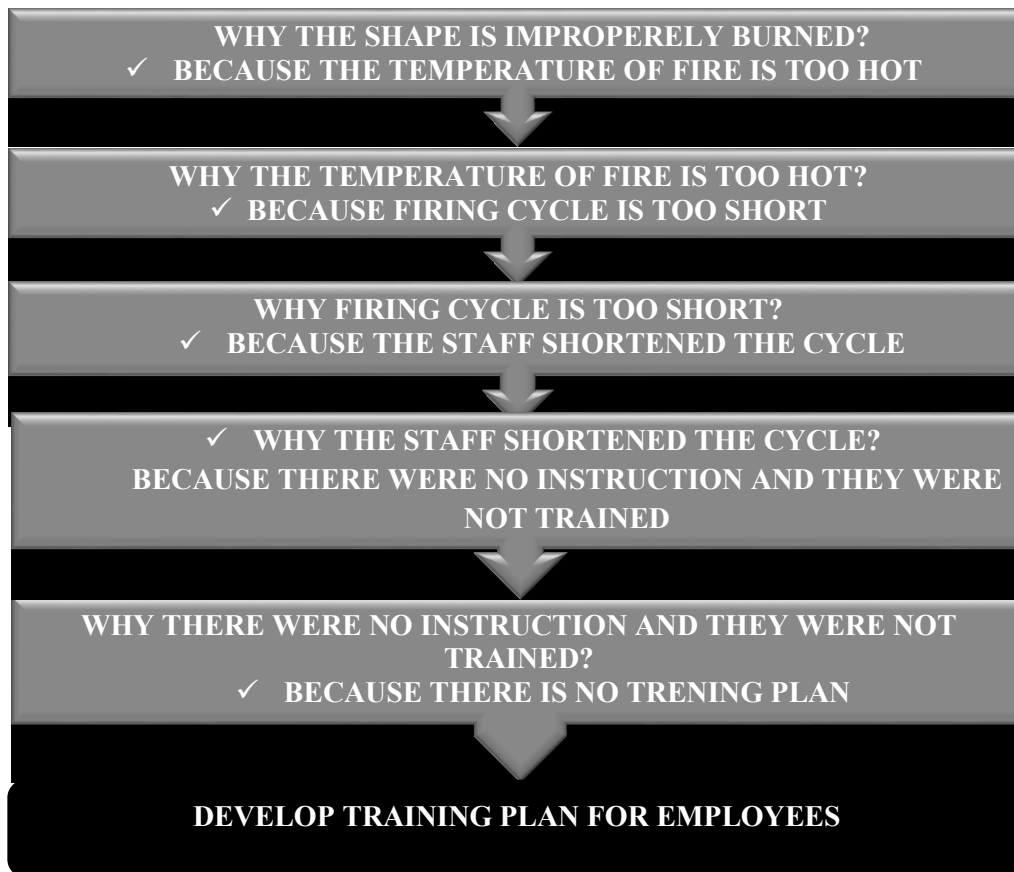 WHY THE SHAPE IS IMPROPERELY BURNED?
✓ BECAUSE THE TEMPERATURE OF FIRE IS TOO HOT
WHY THE TEMPERATURE OF FIRE IS TOO HOT?
✓ BECAUSE FIRING CYCLE IS TOO SHORT
WHY FIRING CYCLE IS TOO SHORT?
✓ BECAUSE THE STAFF SHORTENED THE CYCLE
✓ WHY THE STAFF SHORTENED THE CYCLE?
BECAUSE THERE WERE NO INSTRUCTION AND THEY WERE
NOT TRAINED
WHY THERE WERE NO INSTRUCTION AND THEY WERE NOT
TRAINED?
✓ BECAUSE THERE IS NO TRENING PLAN
DEVELOP TRAINING PLAN FOR EMPLOYEES